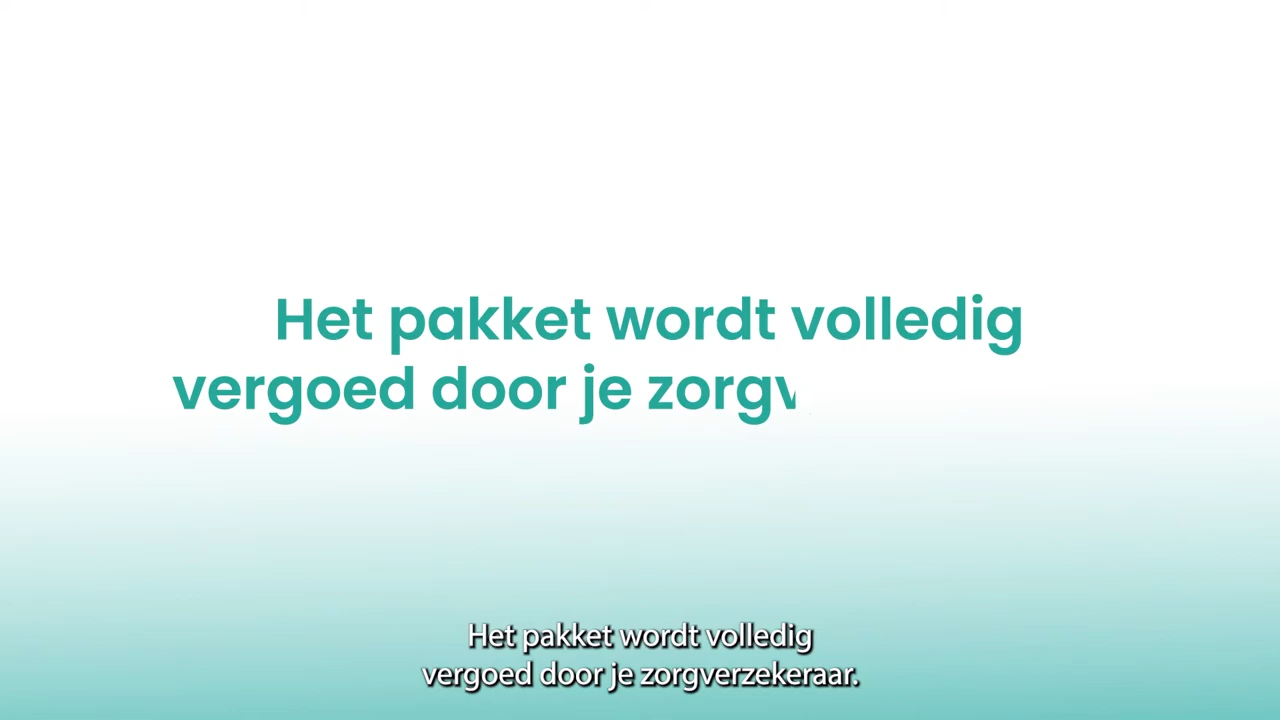 Het pakket wordt volledig
vergoed door je zorgv
Het pakket wordt volledig
vergoed door je zorgverzekeraar.